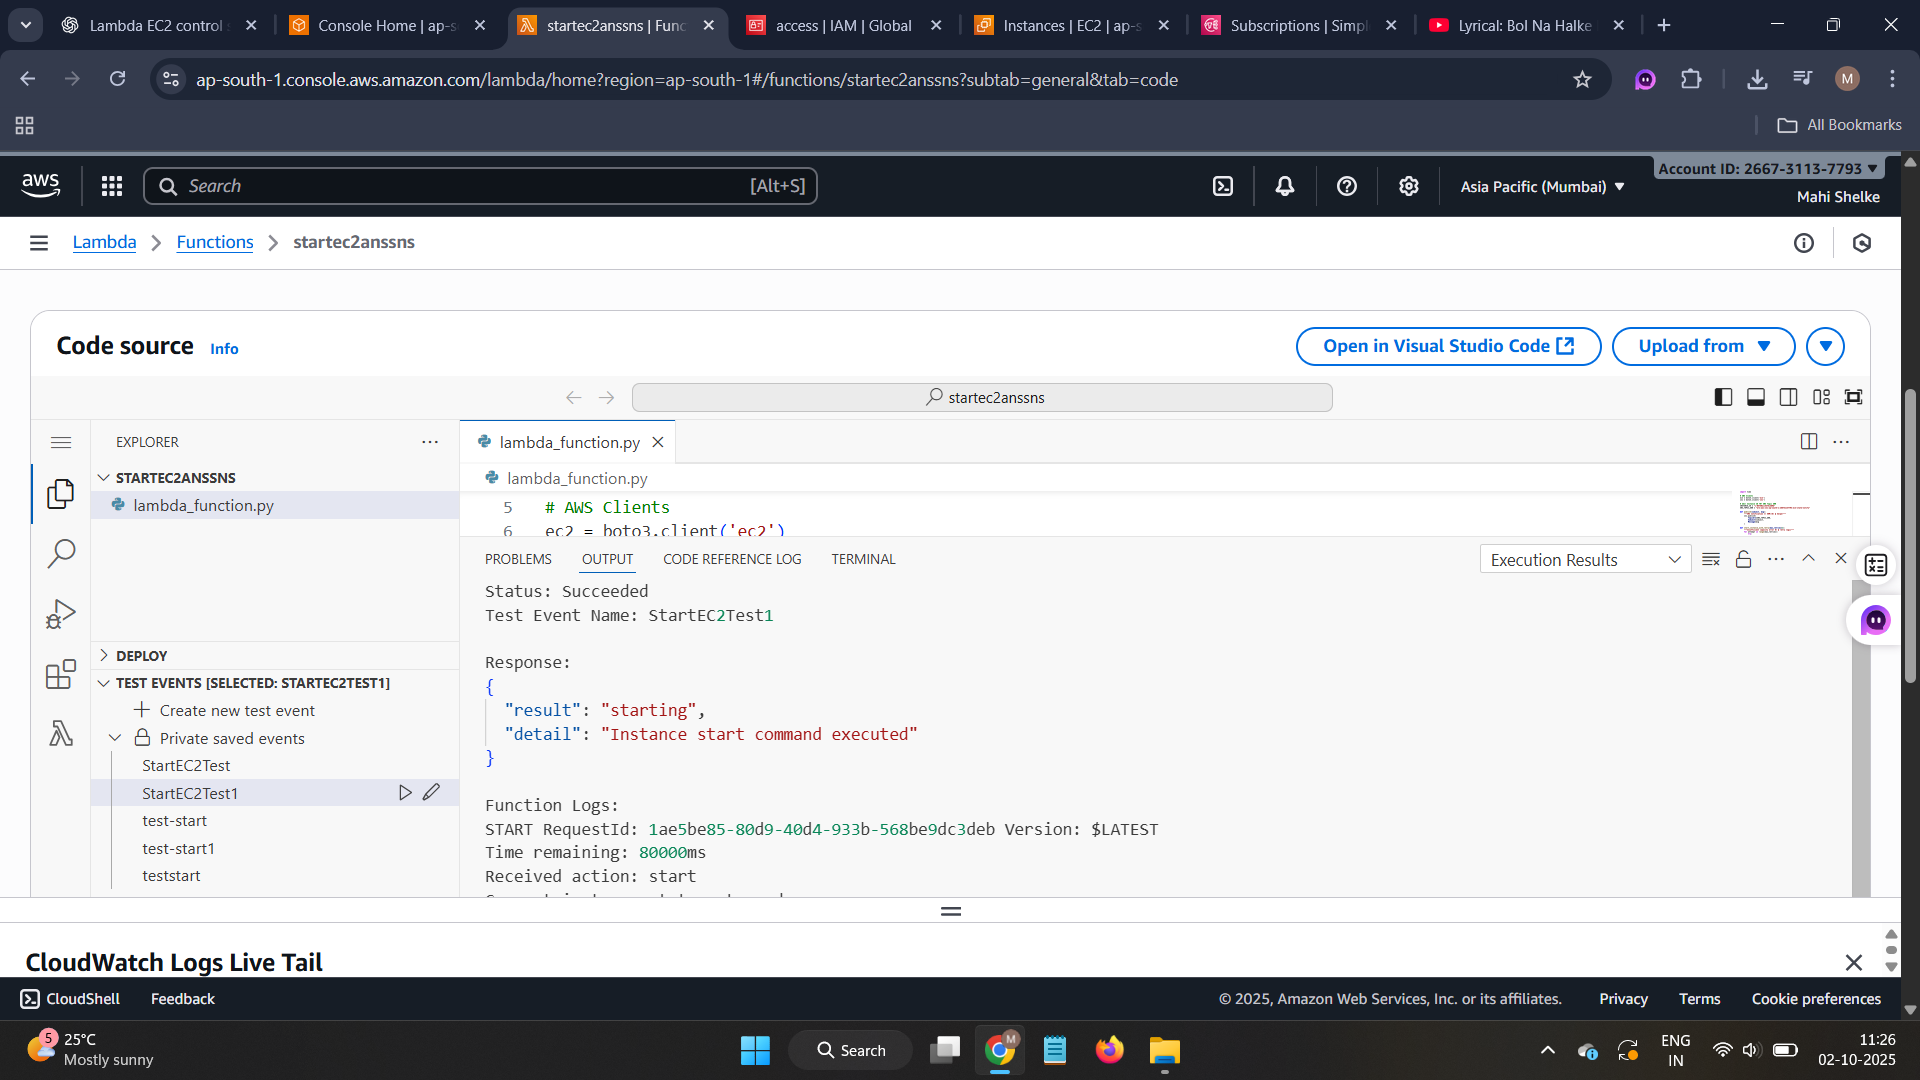 Lambda EC2 control
Console Home | ap-s
startec2anssns | Func
access | IAM | Global
Instances | EC2 | ap-s
Subscriptions | Simpl
Lyrical: Bol Na Halke
ap-south-1.console.aws.amazon.com/lambda/home?region=ap-south-1#/functions/startec2anssns?subtab=general&tab=code
M
All Bookmarks
aws
Search
[Alt+S]
Asia Pacific (Mumbai)
Account ID: 2667-3113-7793
Mahi Shelke
Lambda
Functions
startec2anssns
Code source Info
Open in Visual Studio Code
Upload from
startec2anssns
EXPLORER
STARTEC2ANSSNS
lambda_function.py
DEPLOY
TEST EVENTS [SELECTED: STARTEC2TEST1]
Create new test event
Private saved events
StartEC2Test
StartEC2Test1
test-start
test-start1
teststart
lambda_function.py
lambda_function.py
5 # AWS Clients
6 ec2 = boto3.client('ec2')
PROBLEMS OUTPUT CODE REFERENCE LOG TERMINAL
Execution Results
Status: Succeeded
Test Event Name: StartEC2Test1
Response:
{
"result": "starting",
"detail": "Instance start command executed"
}
Function Logs:
START RequestId: 1ae5be85-80d9-40d4-933b-568be9dc3deb Version: $LATEST
Time remaining: 80000ms
Received action: start
CloudWatch Logs Live Tail
CloudShell Feedback
© 2025, Amazon Web Services, Inc. or its affiliates. Privacy Terms Cookie preferences
5
25°C
Mostly sunny
Search
M
ENG
IN
11:26
02-10-2025